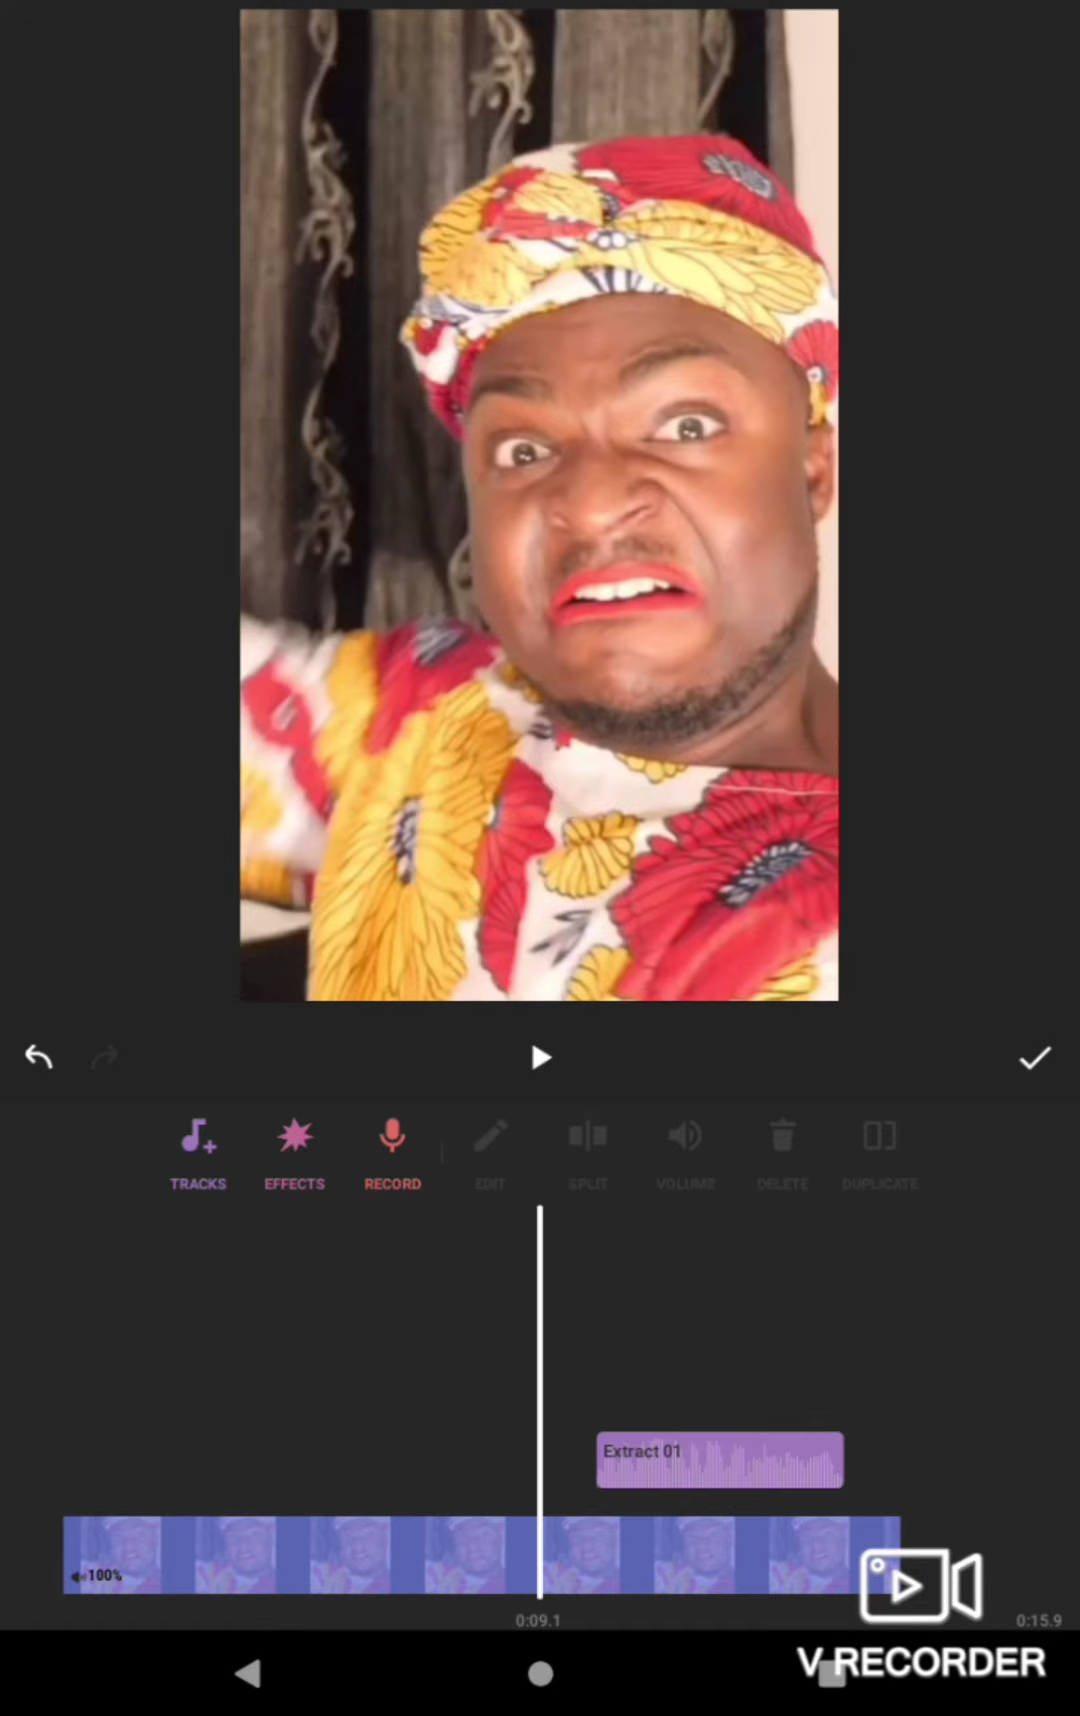 TRACKS
EFFECTS
RECORD
EDIT
SPLIT
VOLUME
DELETE
DUPLICATE
Extract 01
100%
0:09.1
0:15.9
V RECORDER